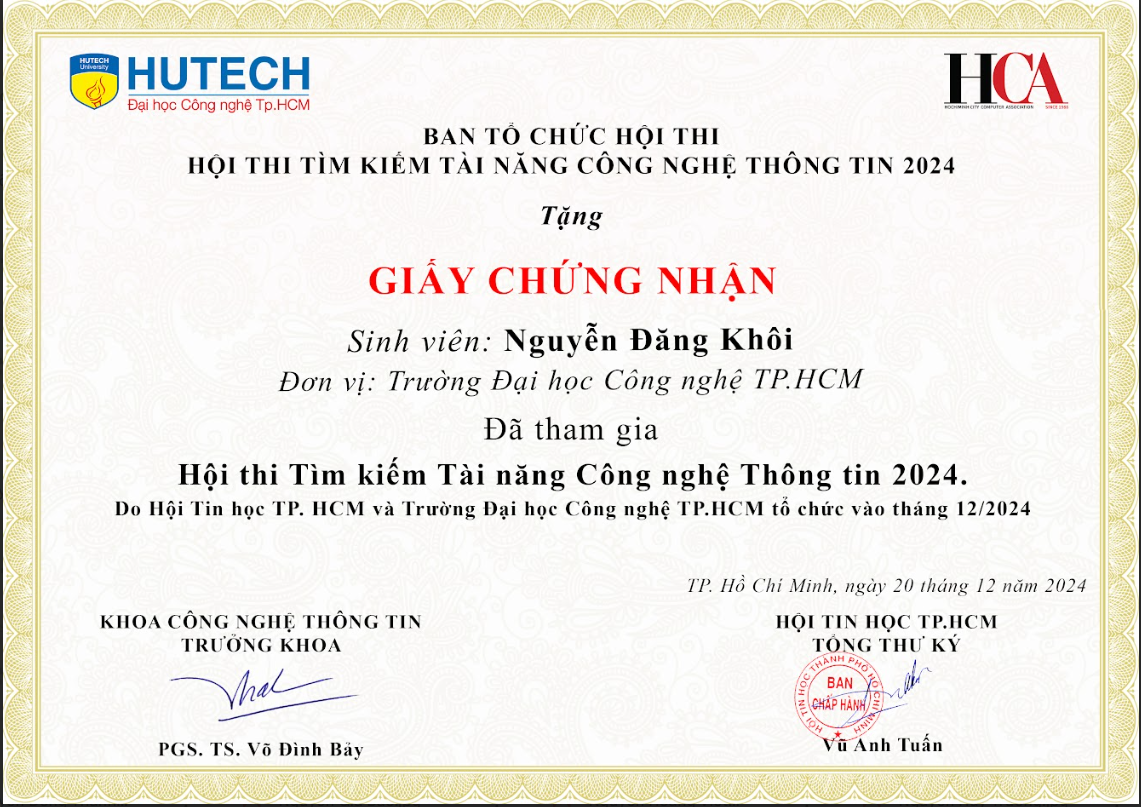 HUTECH
University
HUTECH
Đại học Công nghệ Tp.HCM
HCA
HOCHIMINH CITY COMPUTER ASSOCIATION SINCE 1988
BAN TỔ CHỨC HỘI THI
HỘI THI TÌM KIẾM TÀI NĂNG CÔNG NGHỆ THÔNG TIN 2024
Tặng
GIẤY CHỨNG NHẬN
Sinh viên: Nguyễn Đăng Khôi
Đơn vị: Trường Đại học Công nghệ TP.HCM
Đã tham gia
Hội thi Tìm kiếm Tài năng Công nghệ Thông tin 2024.
Do Hội Tin học TP. HCM và Trường Đại học Công nghệ TP.HCM tổ chức vào tháng 12/2024
TP. Hồ Chí Minh, ngày 20 tháng 12 năm 2024
KHOA CÔNG NGHỆ THÔNG TIN
TRƯỞNG KHOA
PGS. TS. Võ Đình Bảy
HỘI TIN HỌC TP.HCM
TỔNG THƯ KÝ
HỘI TIN HỌC THÀNH PHỐ HỒ CHÍ MINH
BAN
CHẤP HÀNH
Vũ Anh Tuấn